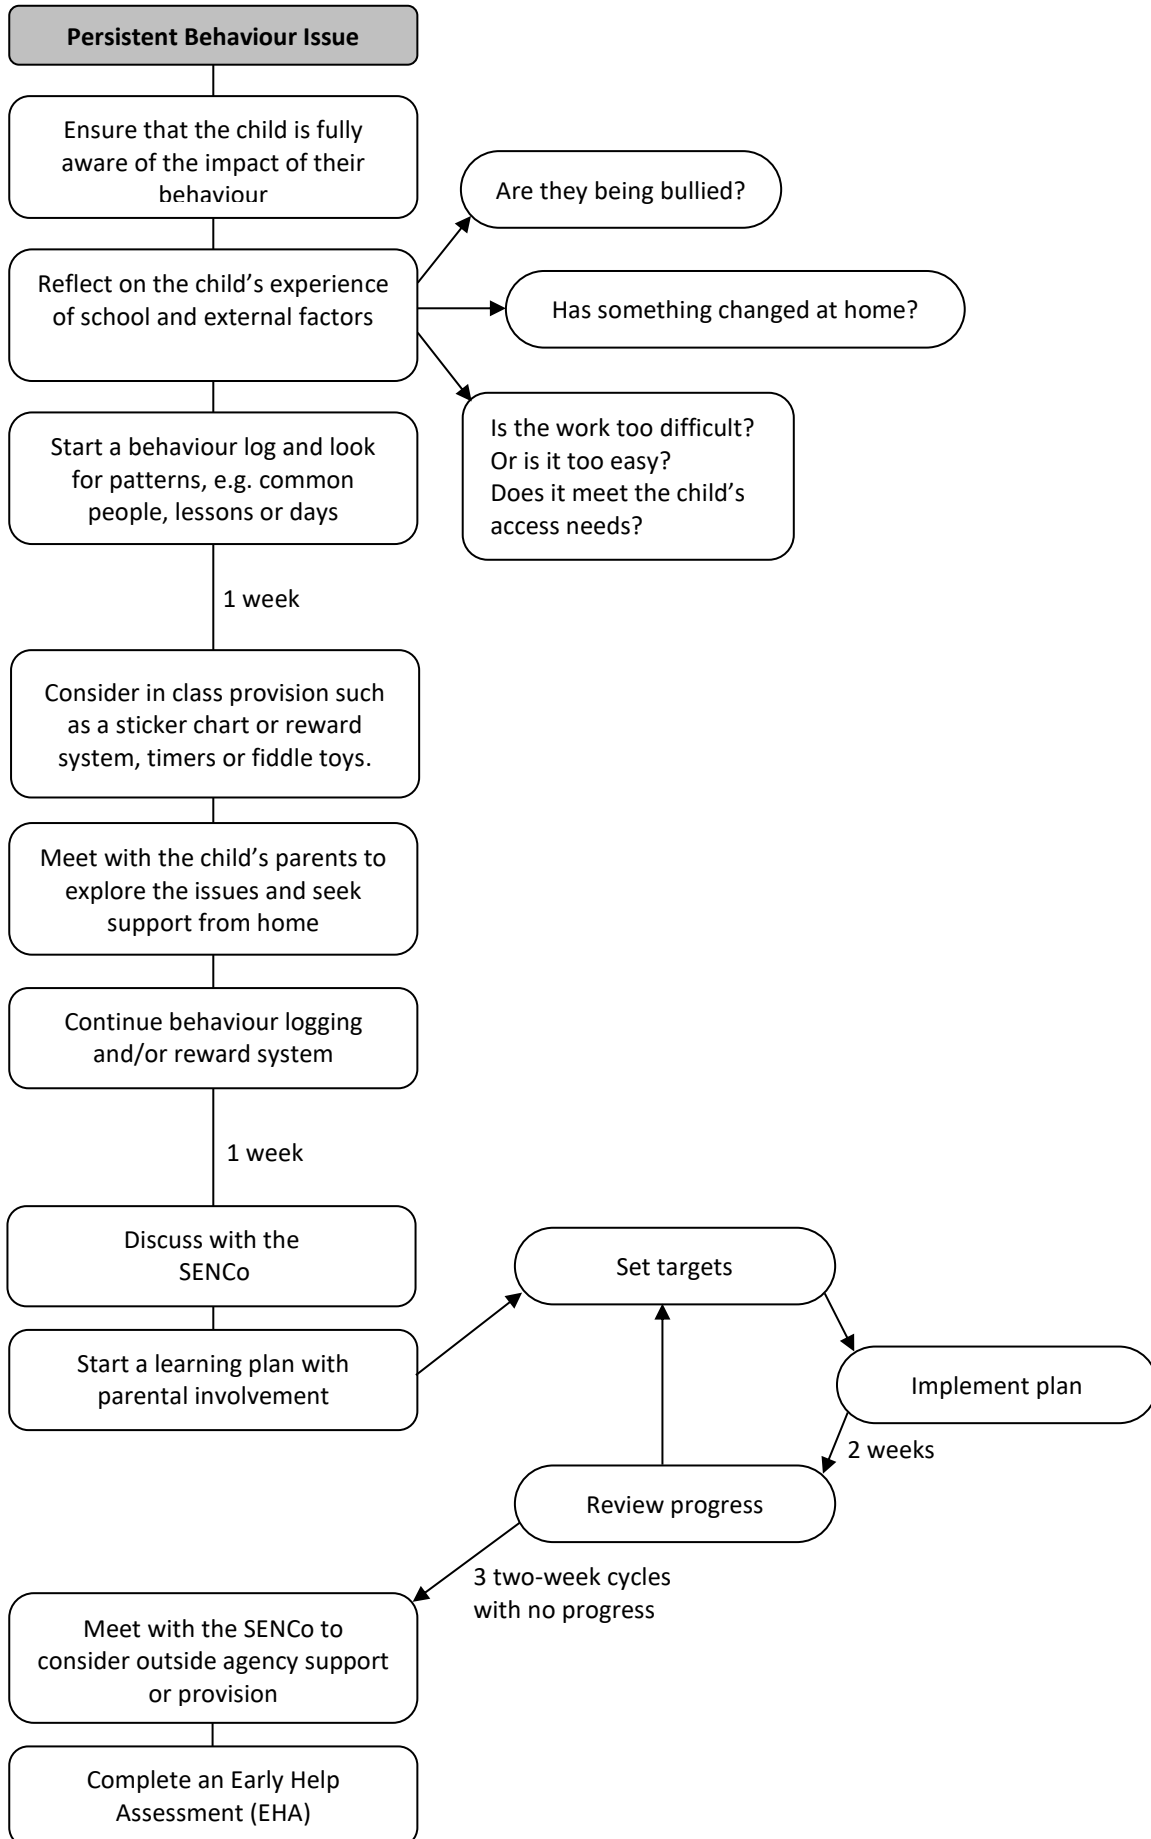 Persistent Behaviour Issue
Ensure that the child is fully
aware of the impact of their
behaviour
Are they being bullied?
Reflect on the child’s experience
of school and external factors
Has something changed at home?
Is the work too difficult?
Or is it too easy?
Does it meet the child’s
access needs?
Start a behaviour log and look
for patterns, e.g. common
people, lessons or days
1 week
Consider in class provision such
as a sticker chart or reward
system, timers or fiddle toys.
Meet with the child’s parents to
explore the issues and seek
support from home
Continue behaviour logging
and/or reward system
1 week
Discuss with the
SENCo
Start a learning plan with
parental involvement
Set targets
Implement plan
2 weeks
Review progress
3 two-week cycles
with no progress
Meet with the SENCo to
consider outside agency support
or provision
Complete an Early Help
Assessment (EHA)